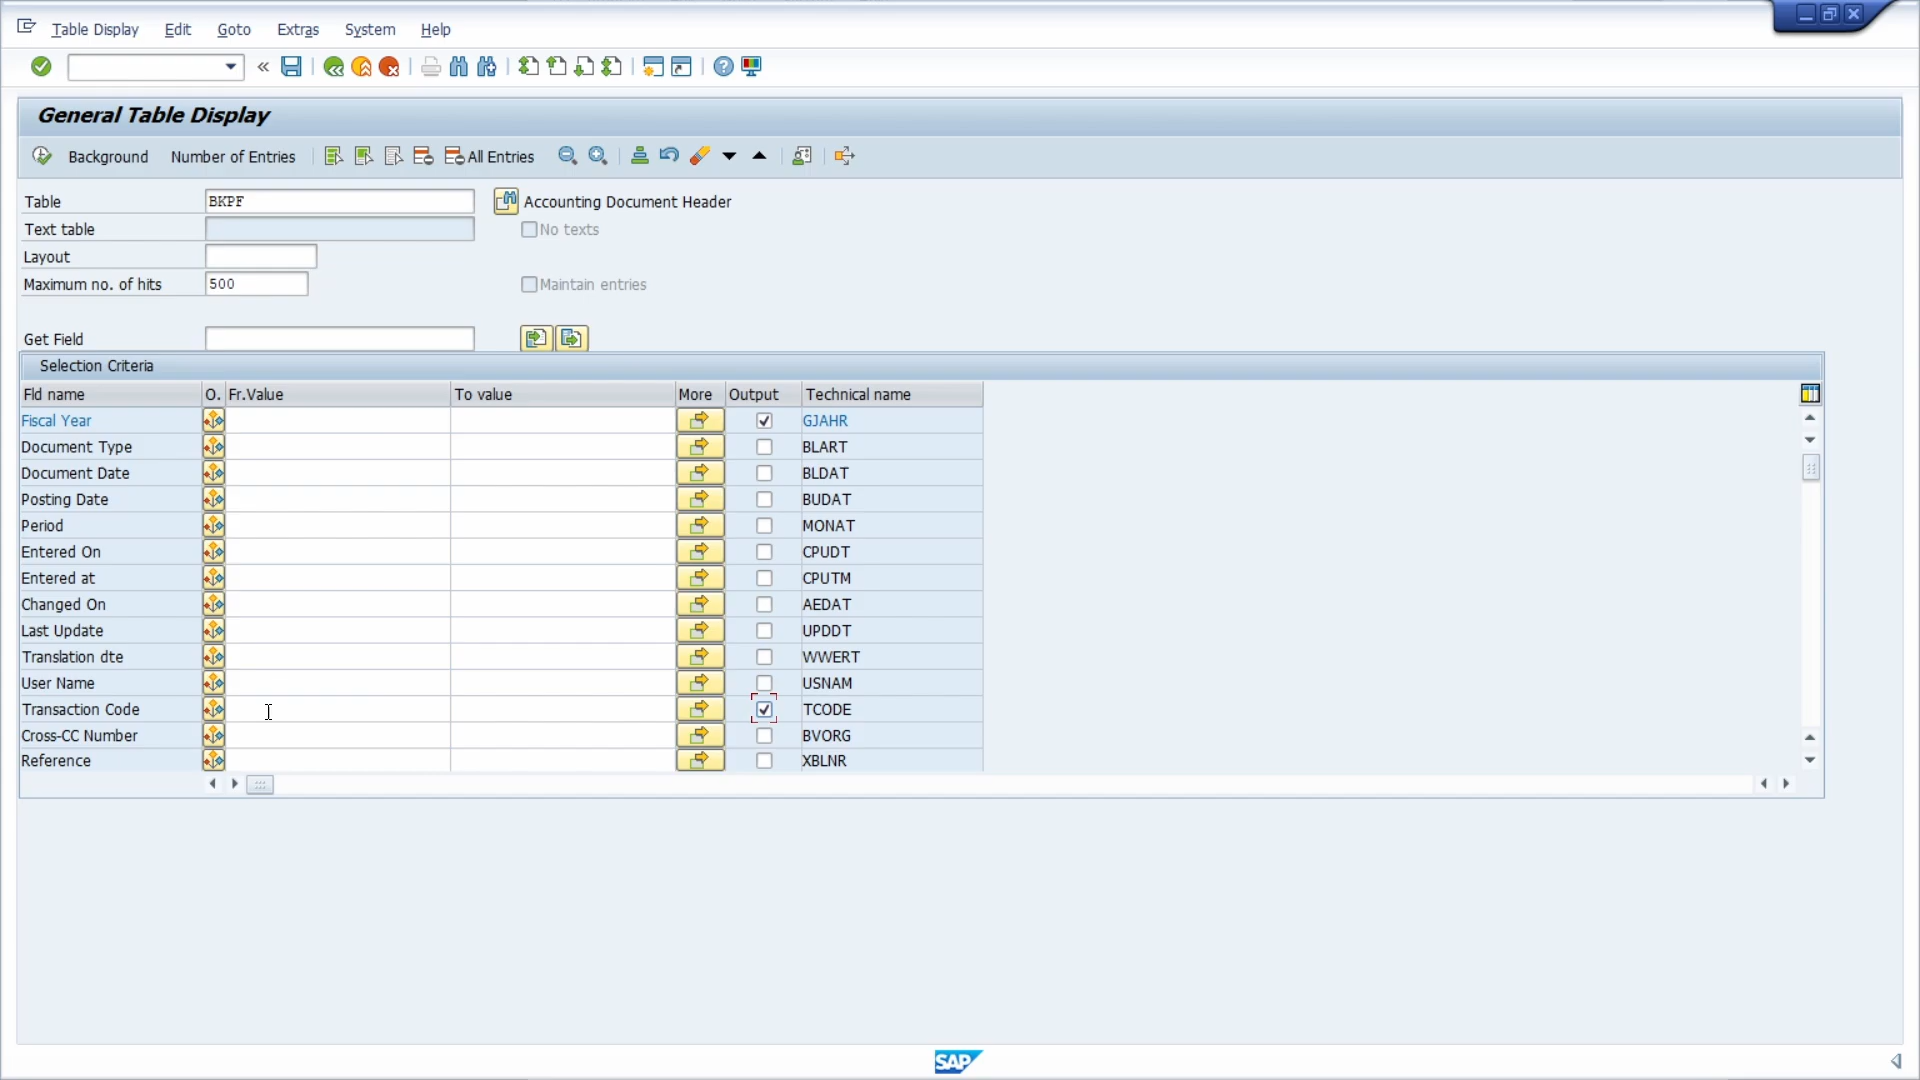 Table Display Edit Goto Extras System Help
General Table Display
Background Number of Entries All Entries
Table BKPF Accounting Document Header
Text table No texts
Layout
Maximum no. of hits 500 Maintain entries
Get Field
Selection Criteria
Fld name O. Fr.Value To value More Output Technical name
Fiscal Year GJAHR
Document Type BLART
Document Date BLDAT
Posting Date BUDAT
Period MONAT
Entered On CPUDT
Entered at CPUTM
Changed On AEDAT
Last Update UPDDT
Translation dte WWERT
User Name USNAM
Transaction Code TCODE
Cross-CC Number BVORG
Reference XBLNR
SAP